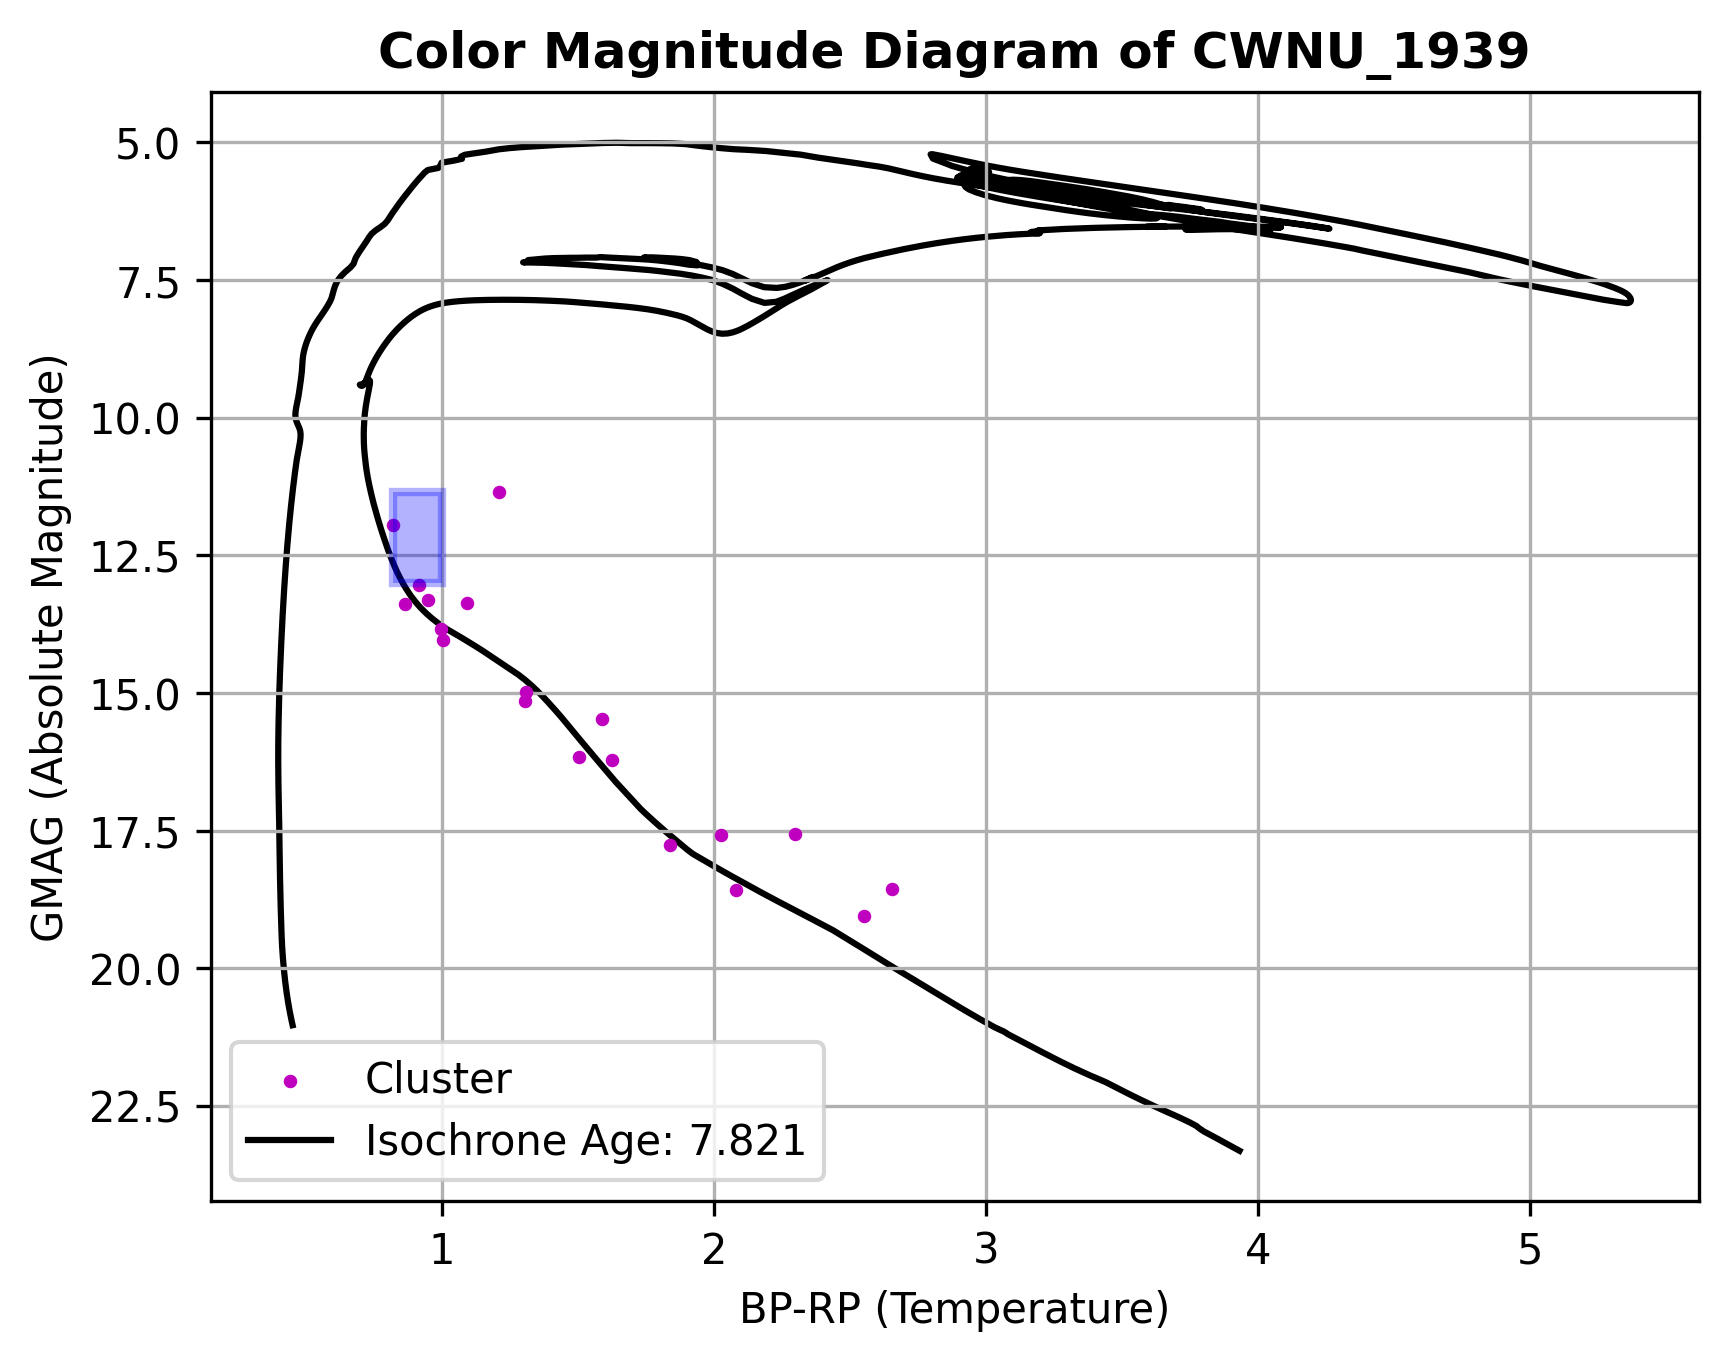 Color Magnitude Diagram of CWNU_1939
GMAG (Absolute Magnitude)
5.0
7.5
10.0
12.5
15.0
17.5
20.0
22.5
Cluster
Isochrone Age: 7.821
1 2 3 4 5
BP-RP (Temperature)